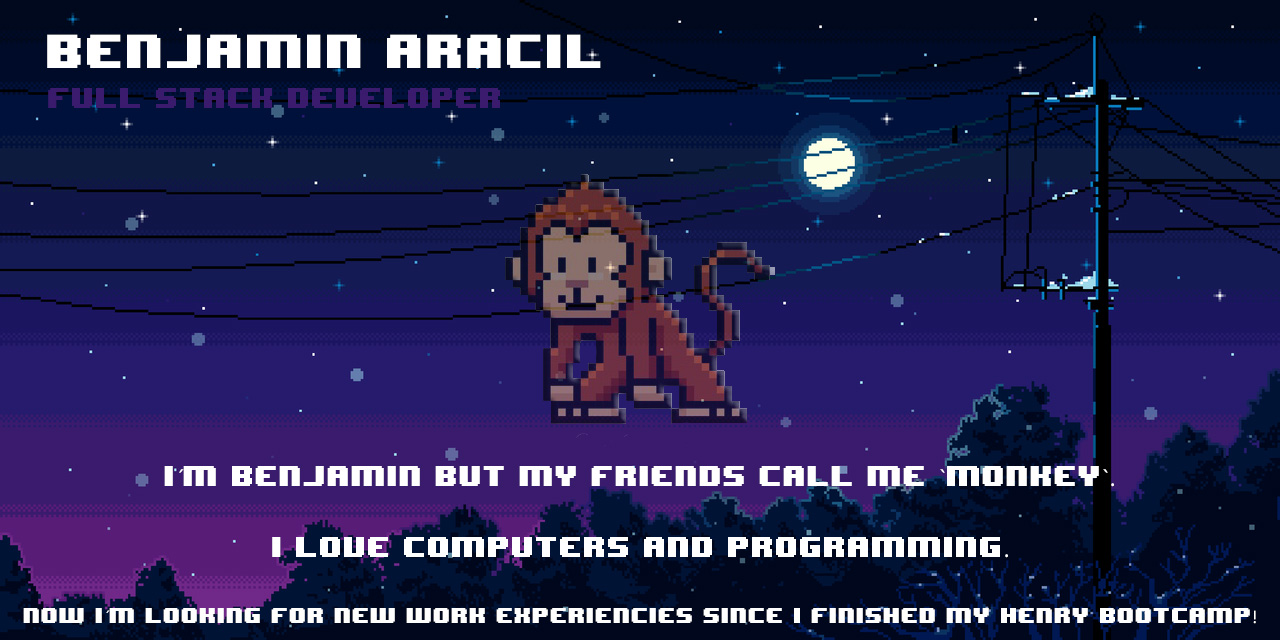 BENJAMIN ARACIL
FULL STACK DEVELOPER
I'M BENJAMIN BUT MY FRIENDS CALL ME `MONKEY`.
I LOVE COMPUTERS AND PROGRAMMING.
NOW I'M LOOKING FOR NEW WORK EXPERIENCIES SINCE I FINISHED MY HENRY BOOTCAMP!